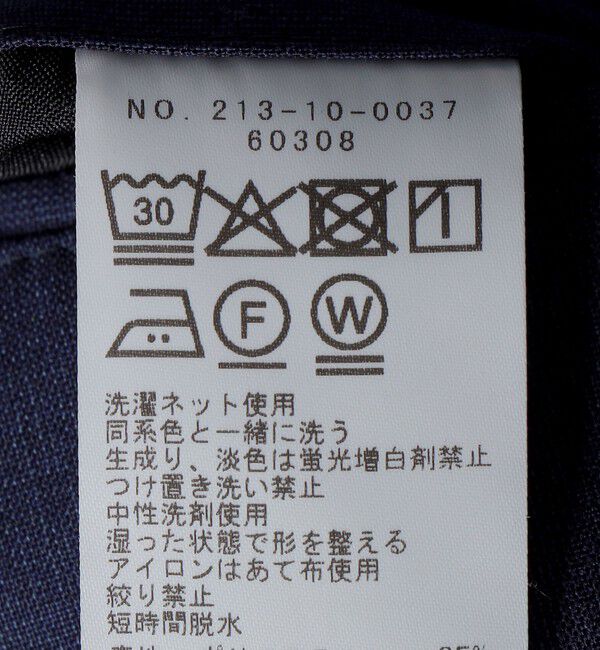 NO. 213-10-0037
60308
30
F W
洗濯ネット使用
同系色と一緒に洗う
生成り、淡色は蛍光増白剤禁止
つけ置き洗い禁止
中性洗剤使用
湿った状態で形を整える
アイロンはあて布使用
絞り禁止
短時間脱水